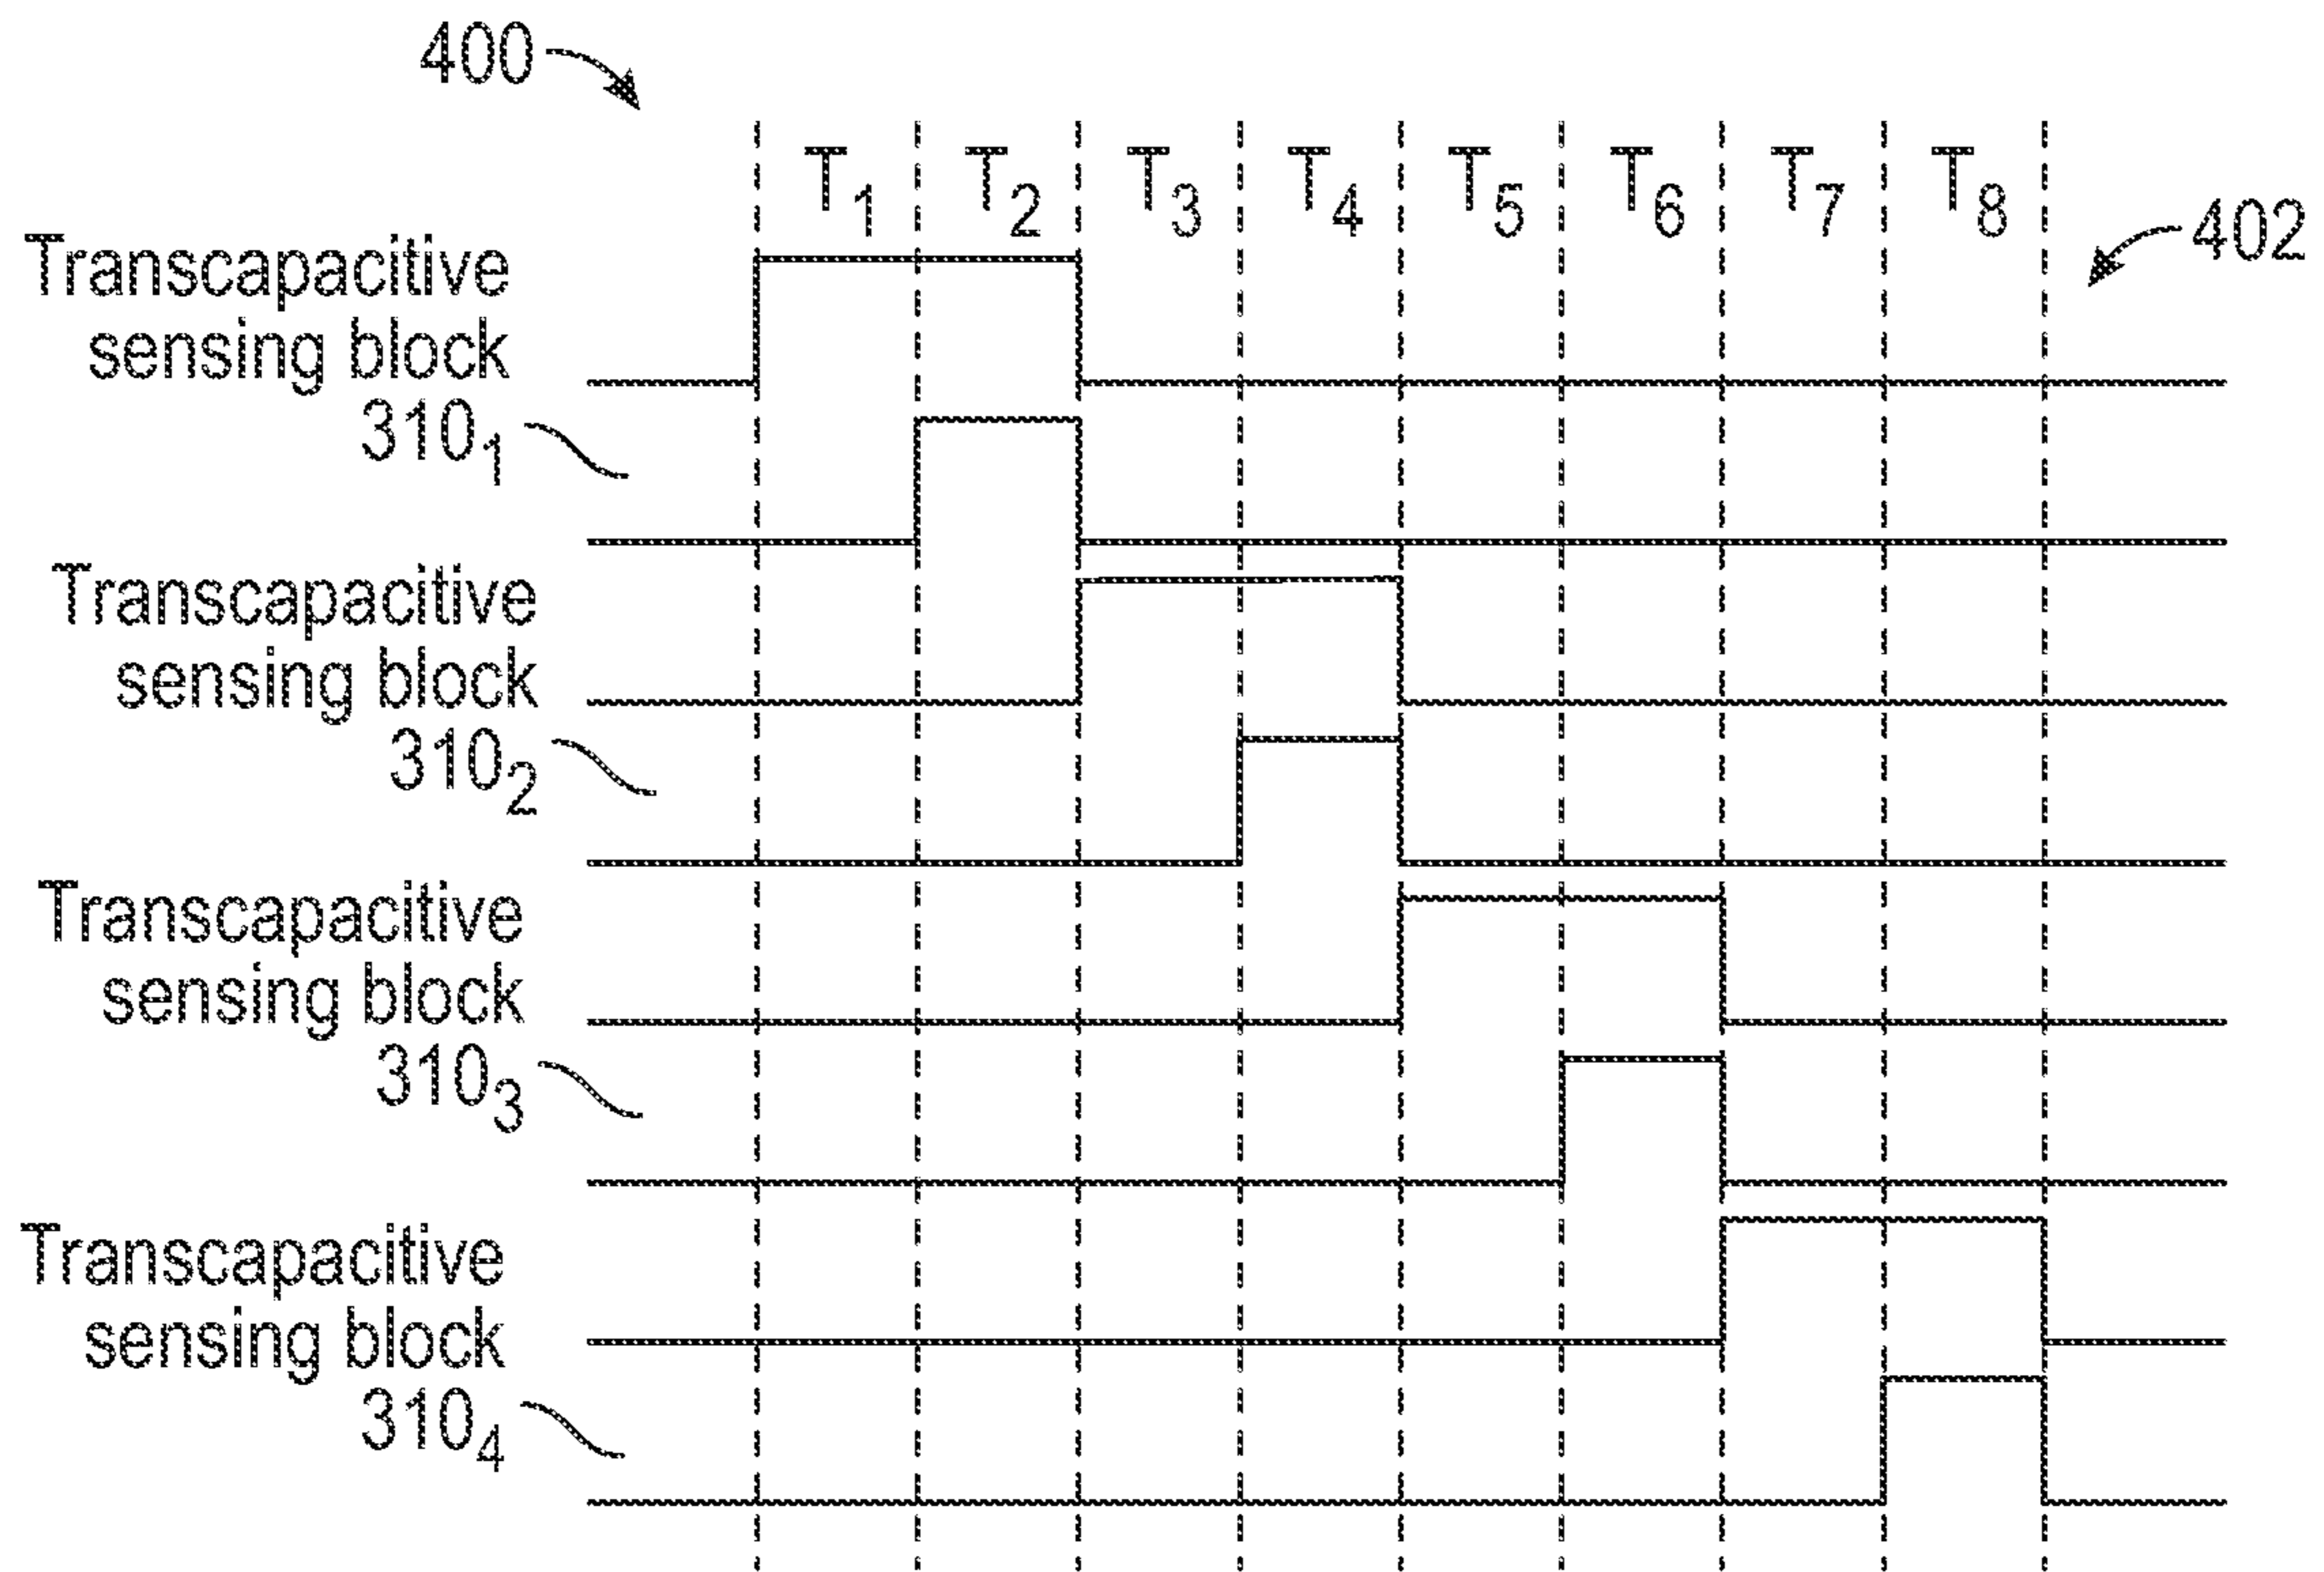 400
T1 T2 T3 T4 T5 T6 T7 T8
402
Transcapacitive
sensing block
3101
Transcapacitive
sensing block
3102
Transcapacitive
sensing block
3103
Transcapacitive
sensing block
3104